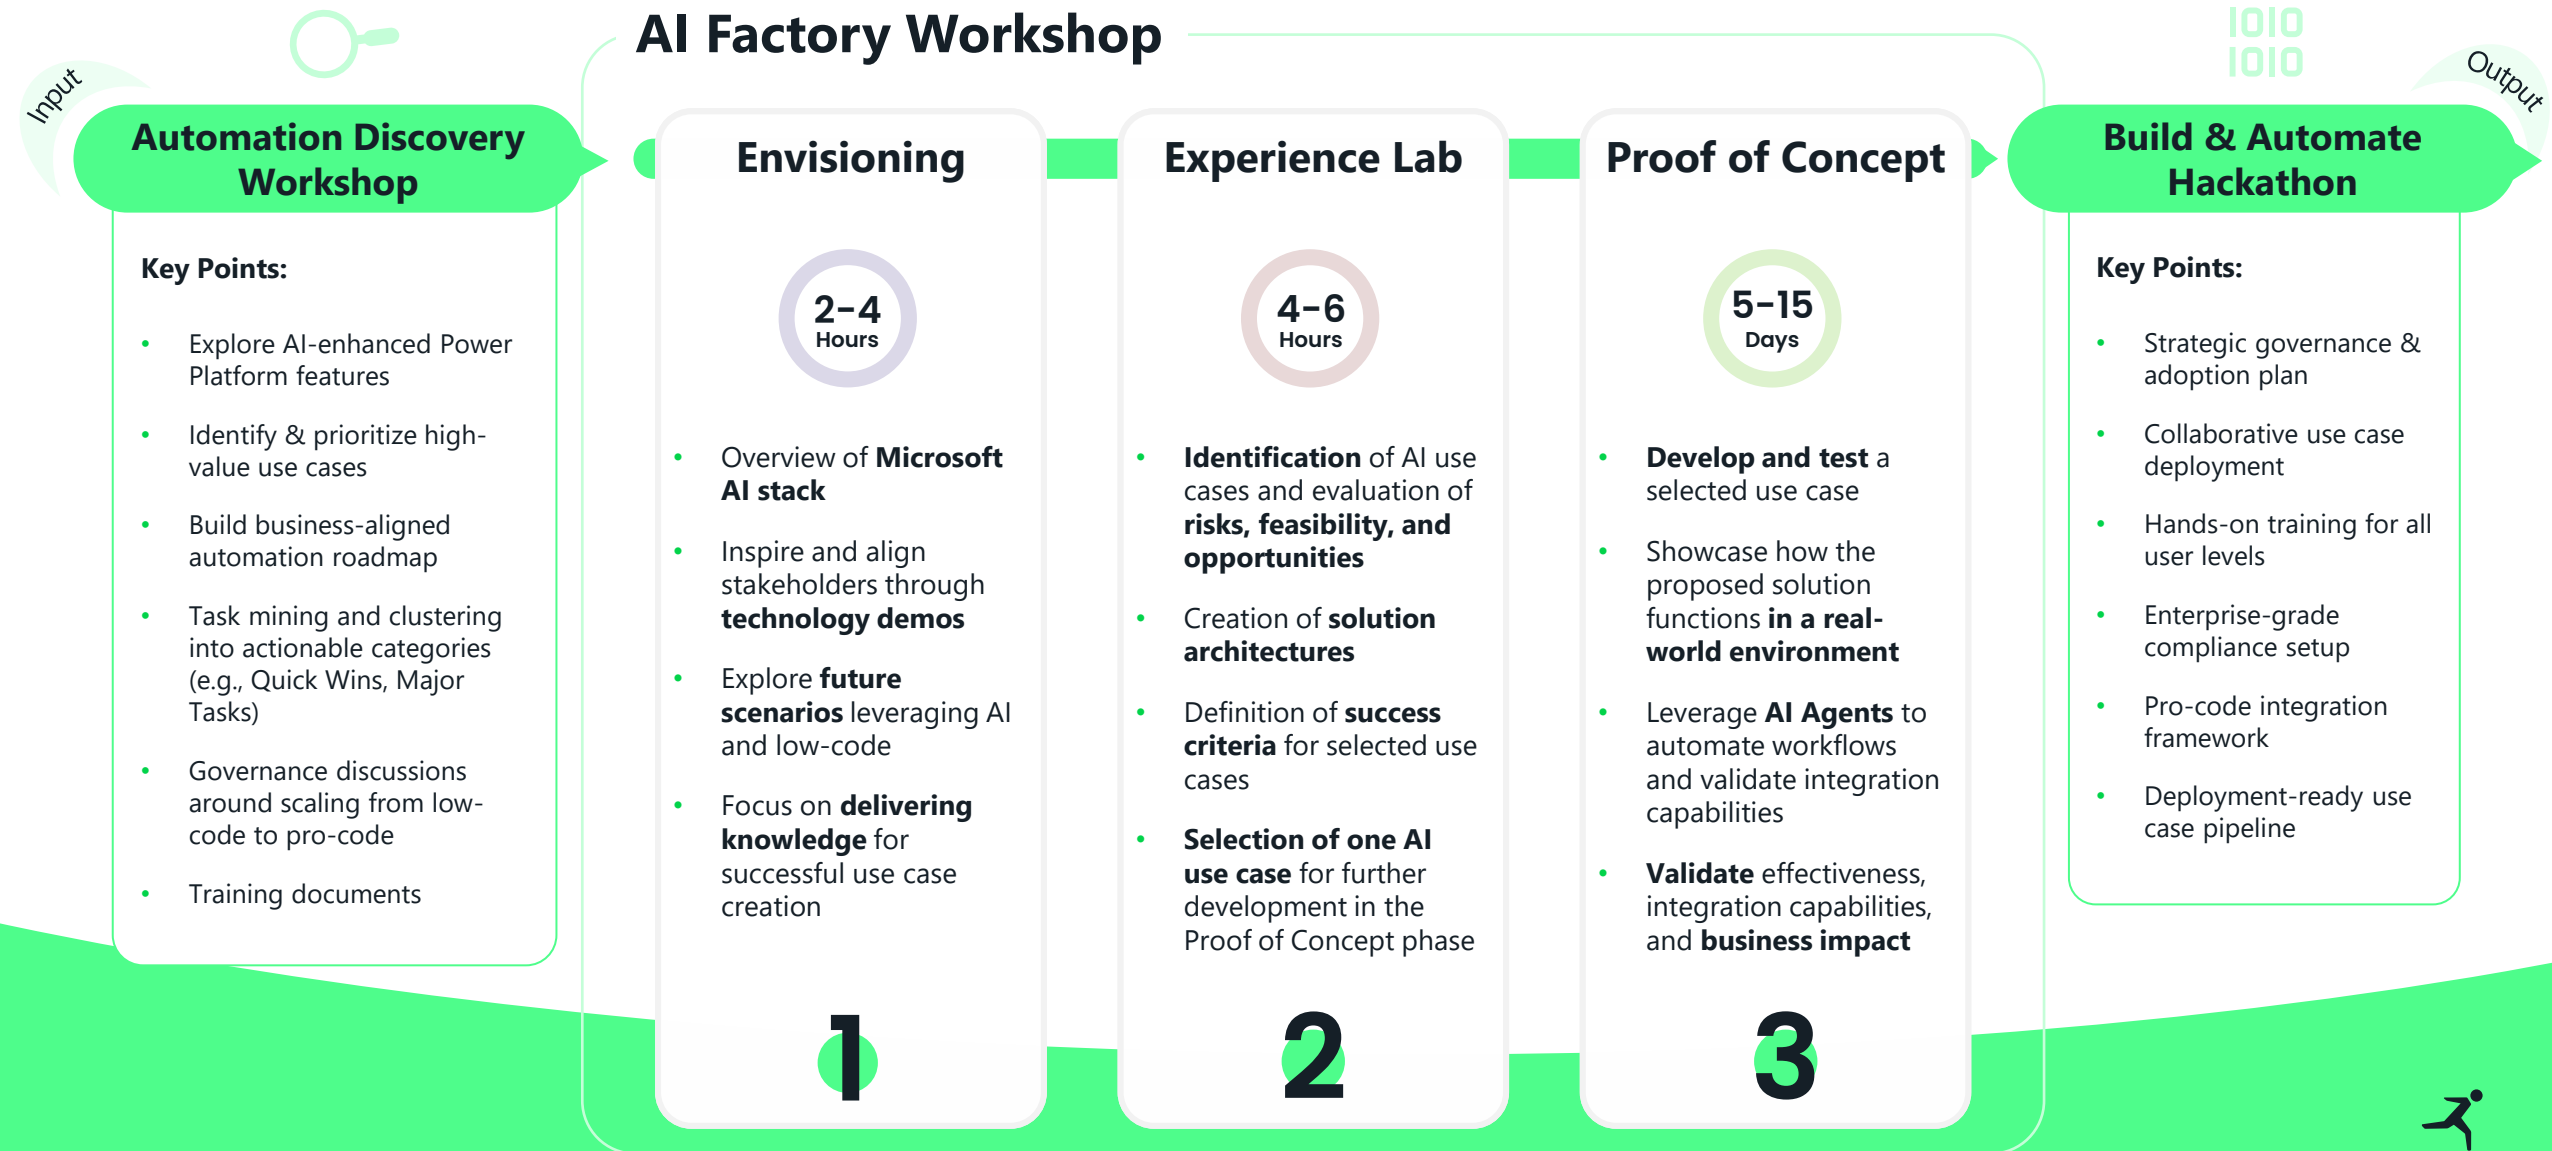 AI Factory Workshop
Input
Automation Discovery
Workshop
Key Points:
• Explore AI-enhanced Power
Platform features
• Identify & prioritize high-
value use cases
• Build business-aligned
automation roadmap
• Task mining and clustering
into actionable categories
(e.g., Quick Wins, Major
Tasks)
• Governance discussions
around scaling from low-
code to pro-code
• Training documents
Envisioning
2-4
Hours
• Overview of Microsoft
AI stack
• Inspire and align
stakeholders through
technology demos
• Explore future
scenarios leveraging AI
and low-code
• Focus on delivering
knowledge for
successful use case
creation
1
Experience Lab
4-6
Hours
• Identification of AI use
cases and evaluation of
risks, feasibility, and
opportunities
• Creation of solution
architectures
• Definition of success
criteria for selected use
cases
• Selection of one AI
use case for further
development in the
Proof of Concept phase
2
Proof of Concept
5-15
Days
• Develop and test a
selected use case
• Showcase how the
proposed solution
functions in a real-
world environment
• Leverage AI Agents to
automate workflows
and validate integration
capabilities
• Validate effectiveness,
integration capabilities,
and business impact
3
1010
1010
Output
Build & Automate
Hackathon
Key Points:
• Strategic governance &
adoption plan
• Collaborative use case
deployment
• Hands-on training for all
user levels
• Enterprise-grade
compliance setup
• Pro-code integration
framework
• Deployment-ready use
case pipeline